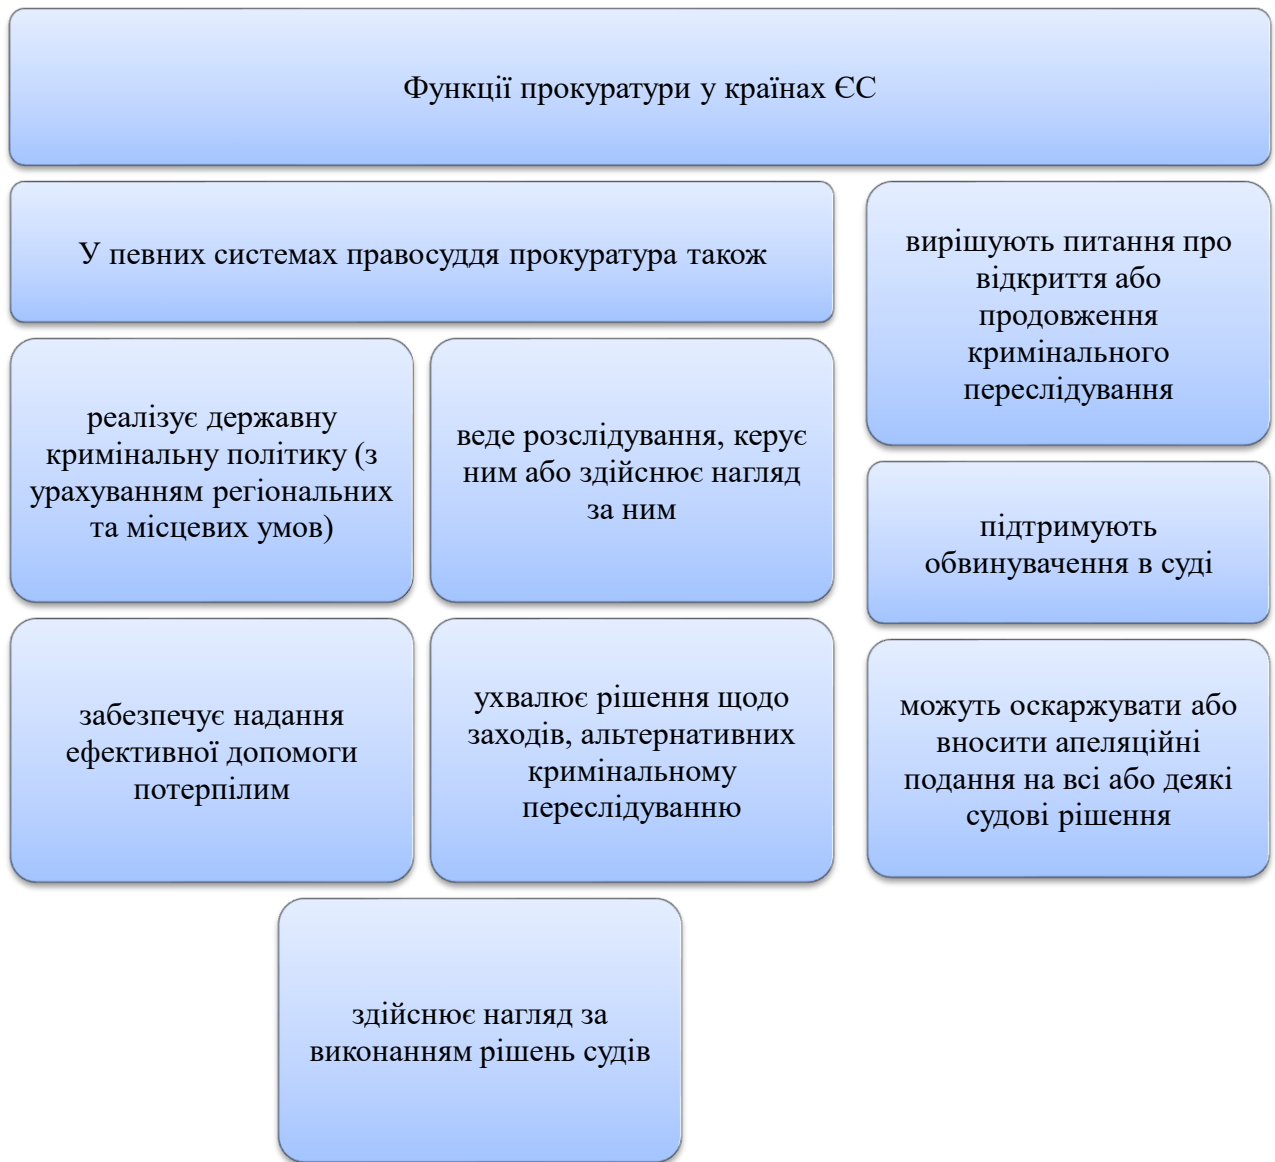 Функції прокуратури у країнах ЄС
У певних системах правосуддя прокуратура також
реалізує державну
кримінальну політику (з
урахуванням регіональних
та місцевих умов)
веде розслідування, керує
ним або здійснює нагляд
за ним
забезпечує надання
ефективної допомоги
потерпілим
ухвалює рішення щодо
заходів, альтернативних
кримінальному
переслідуванню
здійснює нагляд за
виконанням рішень судів
вирішують питання про
відкриття або
продовження
кримінального
переслідування
підтримують
обвинувачення в суді
можуть оскаржувати або
вносити апеляційні
подання на всі або деякі
судові рішення